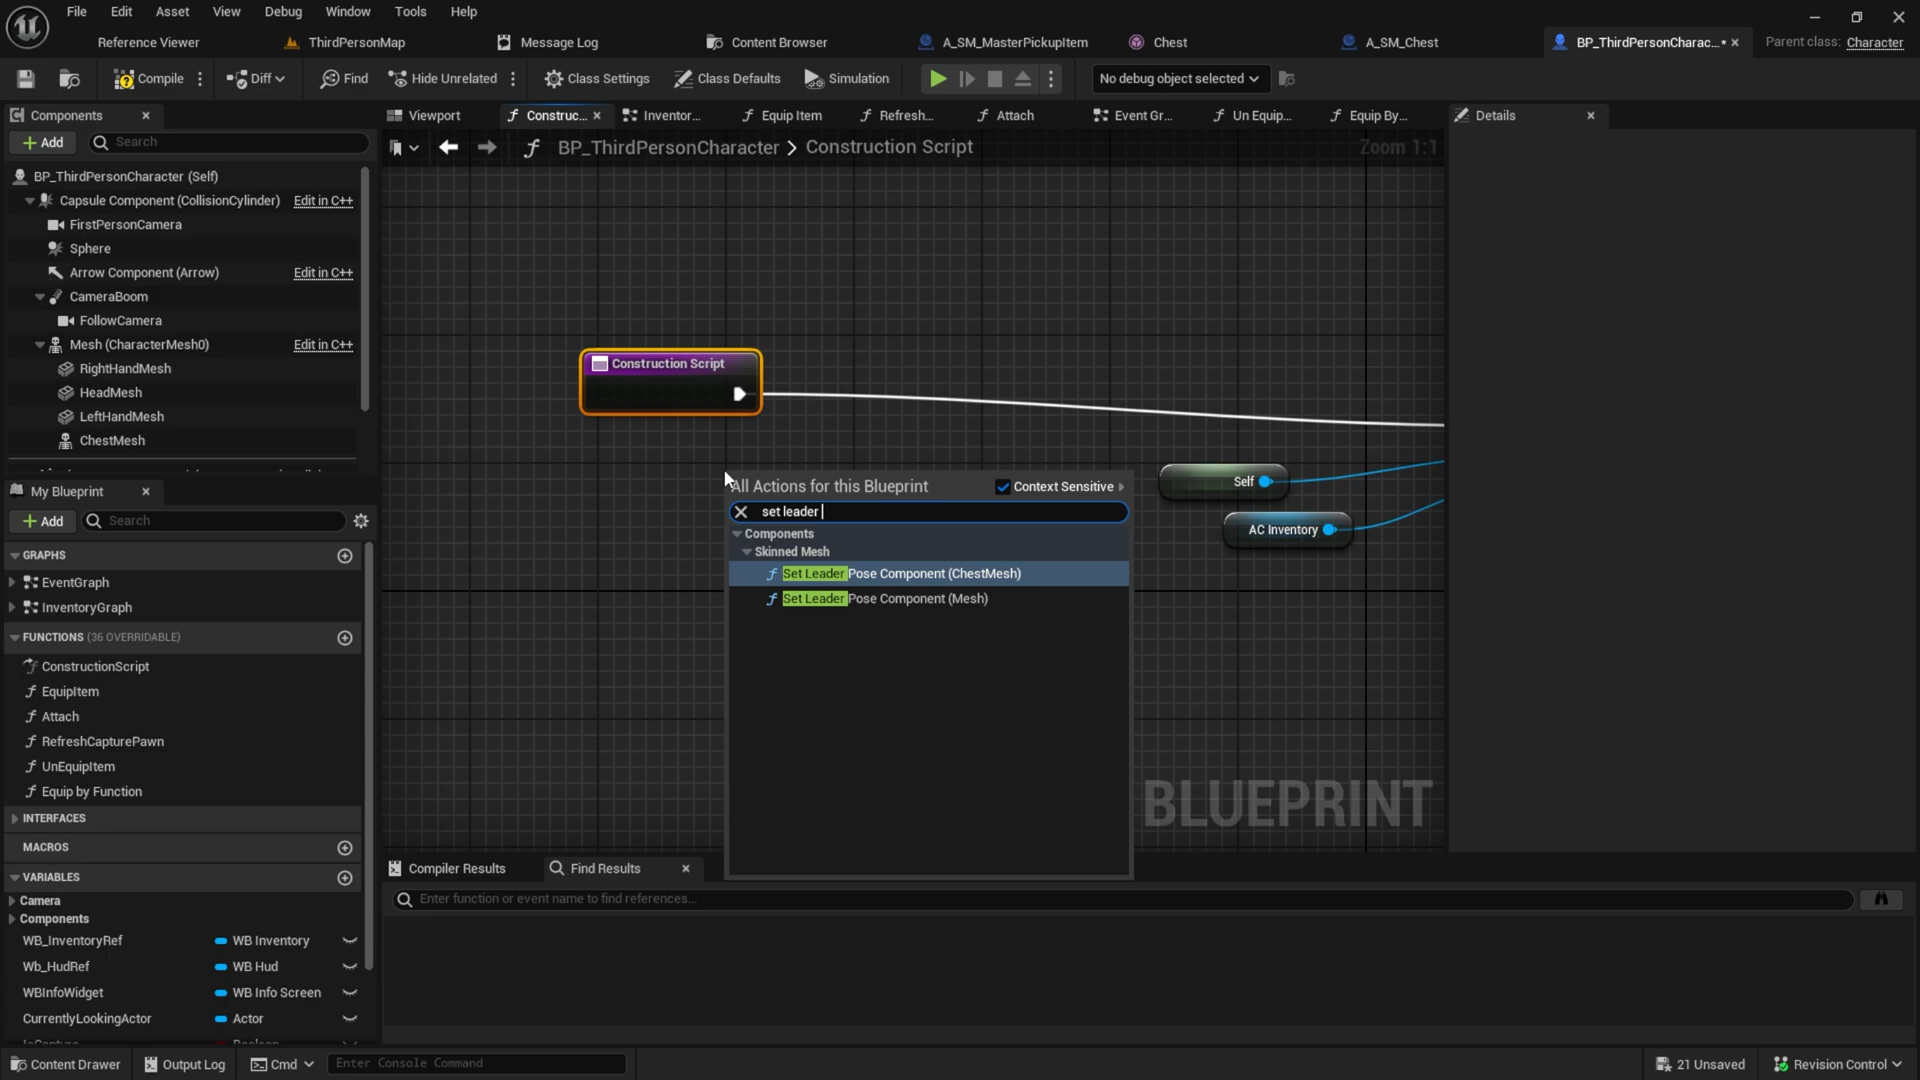 File Edit Asset View Debug Window Tools Help
Reference Viewer ThirdPersonMap Message Log Content Browser A_SM_MasterPickupItem Chest A_SM_Chest BP_ThirdPersonCharac...* Parent class: Character
Compile Diff Find Hide Unrelated Class Settings Class Defaults Simulation No debug object selected
Components
Viewport Construc... Inventor... Equip Item Refresh... Attach Event Gr... Un Equip... Equip By... Details
Add Search
BP_ThirdPersonCharacter > Construction Script Zoom 1:1
BP_ThirdPersonCharacter (Self)
Capsule Component (CollisionCylinder) Edit in C++
FirstPersonCamera
Sphere
Arrow Component (Arrow) Edit in C++
CameraBoom
FollowCamera
Mesh (CharacterMesh0) Edit in C++
RightHandMesh
HeadMesh
LeftHandMesh
ChestMesh
Construction Script
Self
AC Inventory
All Actions for this Blueprint Context Sensitive
set leader
Components
Skinned Mesh
Set Leader Pose Component (ChestMesh)
Set Leader Pose Component (Mesh)
BLUEPRINT
My Blueprint
Add Search
GRAPHS
EventGraph
InventoryGraph
FUNCTIONS (36 OVERRIDABLE)
ConstructionScript
EquipItem
Attach
RefreshCapturePawn
UnEquipItem
Equip by Function
INTERFACES
MACROS
VARIABLES
Camera
Components
WB_InventoryRef WB Inventory
Wb_HudRef WB Hud
WBInfoWidget WB Info Screen
CurrentlyLookingActor Actor
Compiler Results Find Results
Enter function or event name to find references...
Content Drawer Output Log Cmd Enter Console Command 21 Unsaved Revision Control